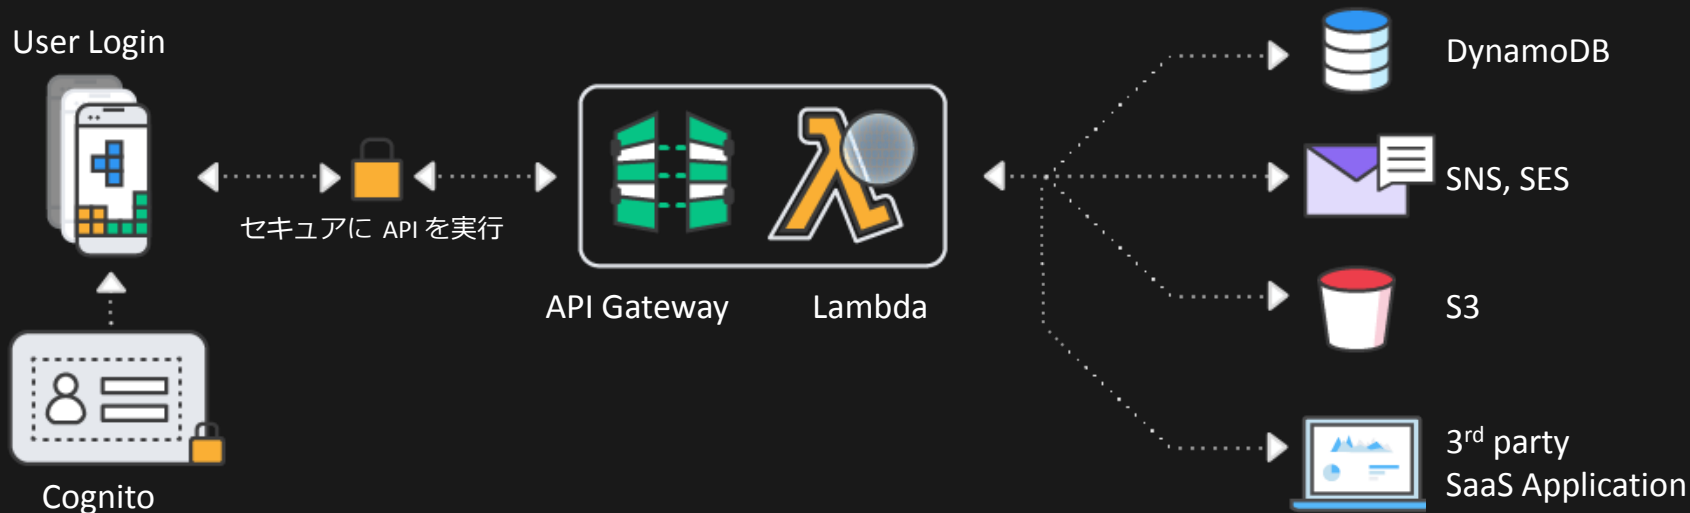 User Login
セキュアに API を実行
API Gateway
Lambda
Cognito
DynamoDB
SNS, SES
S3
3rd party
SaaS Application